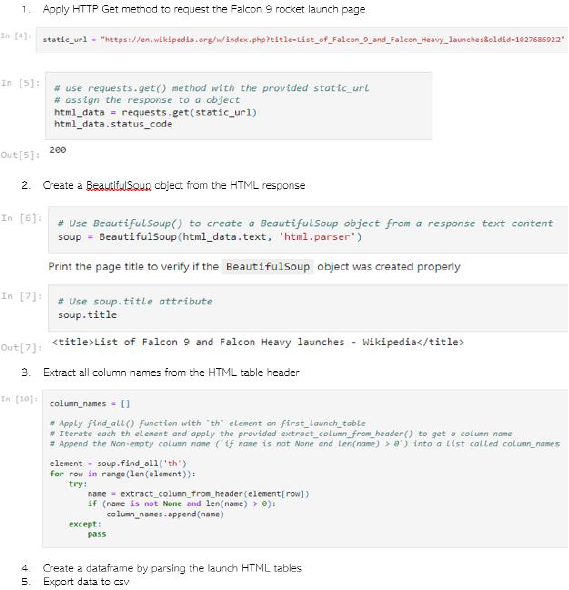 1. Apply HTTP Get method to request the Falcon 9 rocket launch page
In [4]: static_url = "https://en.wikipedia.org/w/index.php?title=List_of_Falcon_9_and_Falcon_Heavy_launches&oldid=1027686922"
In [5]: # use requests.get() method with the provided static_url
# assign the response to a object
html_data = requests.get(static_url)
html_data.status_code
Out[5]: 200
2. Create a BeautifulSoup object from the HTML response
In [6]: # Use BeautifulSoup() to create a BeautifulSoup object from a response text content
soup = BeautifulSoup(html_data.text, 'html.parser')
Print the page title to verify if the BeautifulSoup object was created properly
In [7]: # Use soup.title attribute
soup.title
Out[7]: <title>List of Falcon 9 and Falcon Heavy launches - Wikipedia</title>
3. Extract all column names from the HTML table header
In [10]: column_names = []
# Apply find_all() function with `th` element on first_launch_table
# Iterate each th element and apply the provided extract_column_from_header() to get a column name
# Append the Non-empty column name (`if name is not None and len(name) > 0`) into a list called column_names
element = soup.find_all('th')
for row in range(len(element)):
try:
name = extract_column_from_header(element[row])
if (name is not None and len(name) > 0):
column_names.append(name)
except:
pass
4. Create a dataframe by parsing the launch HTML tables
5. Export data to csv